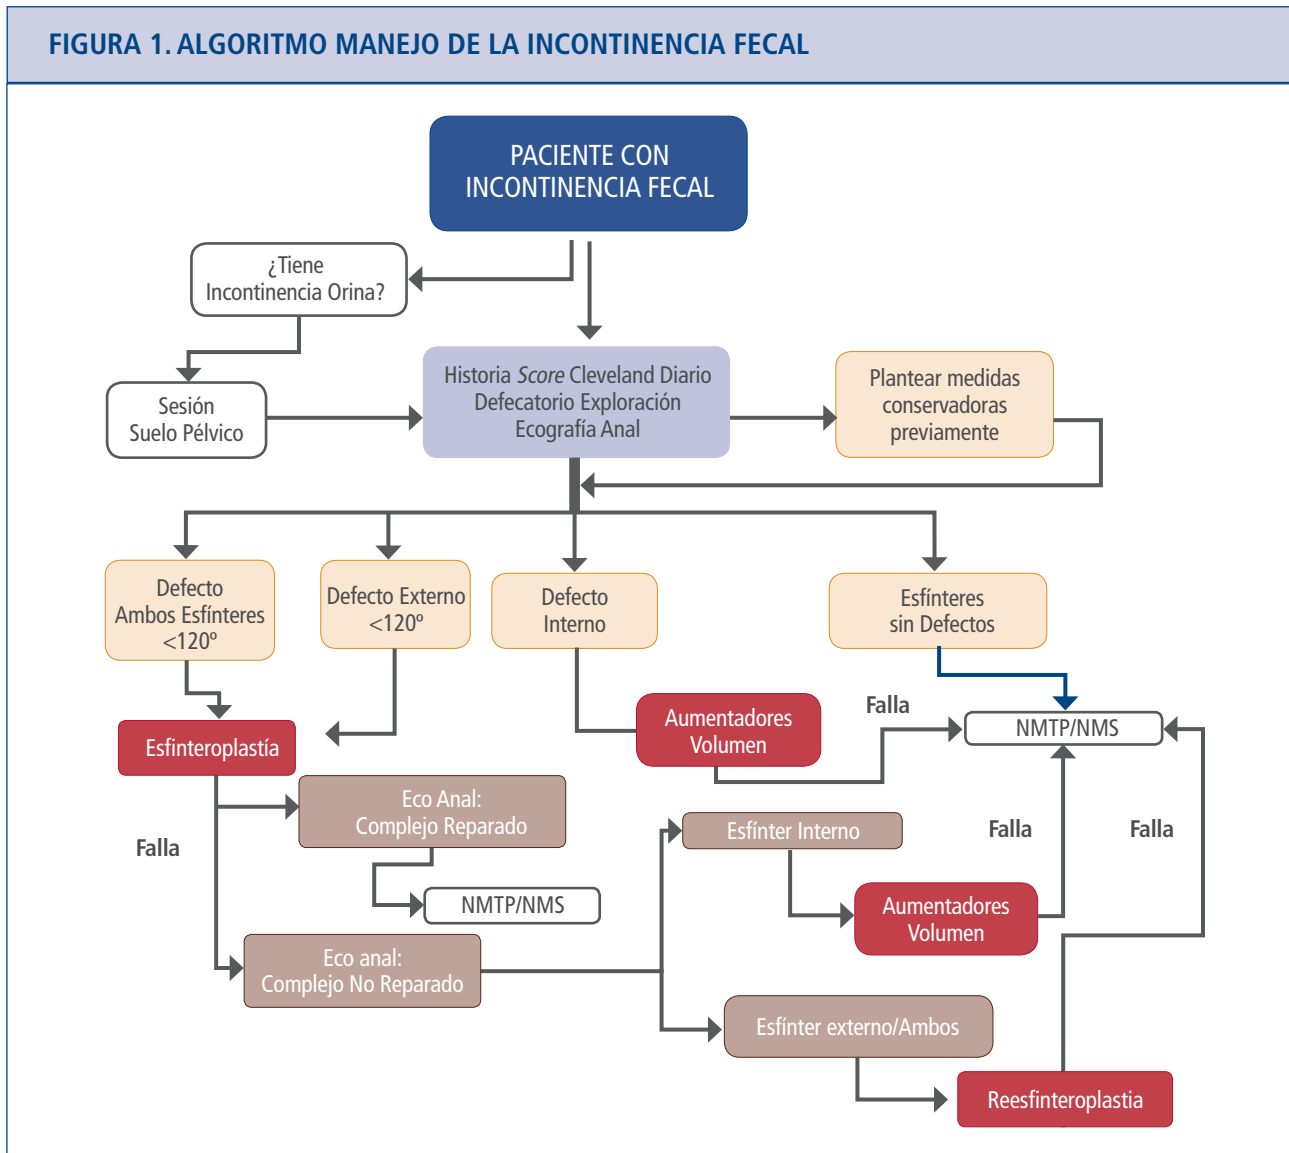 FIGURA 1. ALGORITMO MANEJO DE LA INCONTINENCIA FECAL
PACIENTE CON
INCONTINENCIA FECAL
¿Tiene
Incontinencia Orina?
Sesión
Suelo Pélvico
Historia Score Cleveland Diario
Defecatorio Exploración
Ecografía Anal
Plantear medidas
conservadoras
previamente
Defecto
Ambos Esfínteres
<120º
Defecto Externo
<120º
Defecto
Interno
Esfínteres
sin Defectos
Esfinteroplastía
Aumentadores
Volumen
Falla
NMTP/NMS
Falla
Eco Anal:
Complejo Reparado
NMTP/NMS
Eco anal:
Complejo No Reparado
Esfínter Interno
Falla
Falla
Aumentadores
Volumen
Esfínter externo/Ambos
Reesfinteroplastia